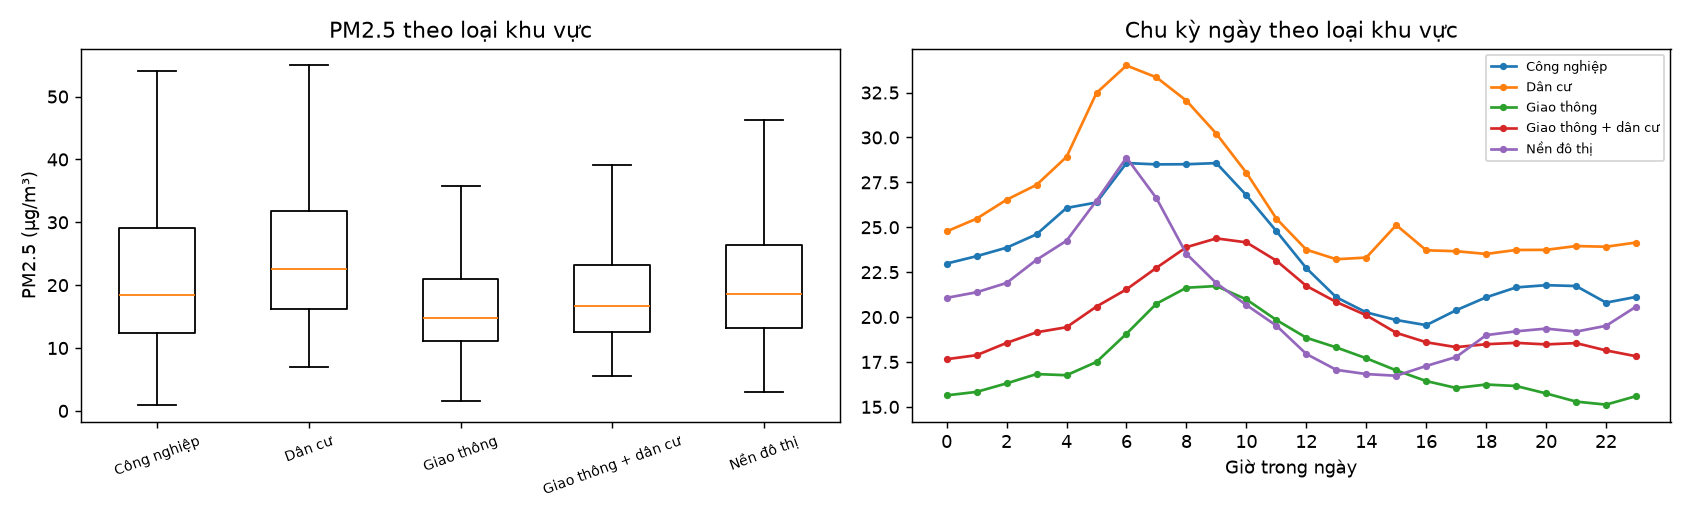 PM2.5 theo loại khu vực
PM2.5 (µg/m³)
50
40
30
20
10
0
Công nghiệp
Dân cư
Giao thông
Giao thông + dân cư
Nền đô thị
Chu kỳ ngày theo loại khu vực
32.5
30.0
27.5
25.0
22.5
20.0
17.5
15.0
Công nghiệp
Dân cư
Giao thông
Giao thông + dân cư
Nền đô thị
0 2 4 6 8 10 12 14 16 18 20 22
Giờ trong ngày